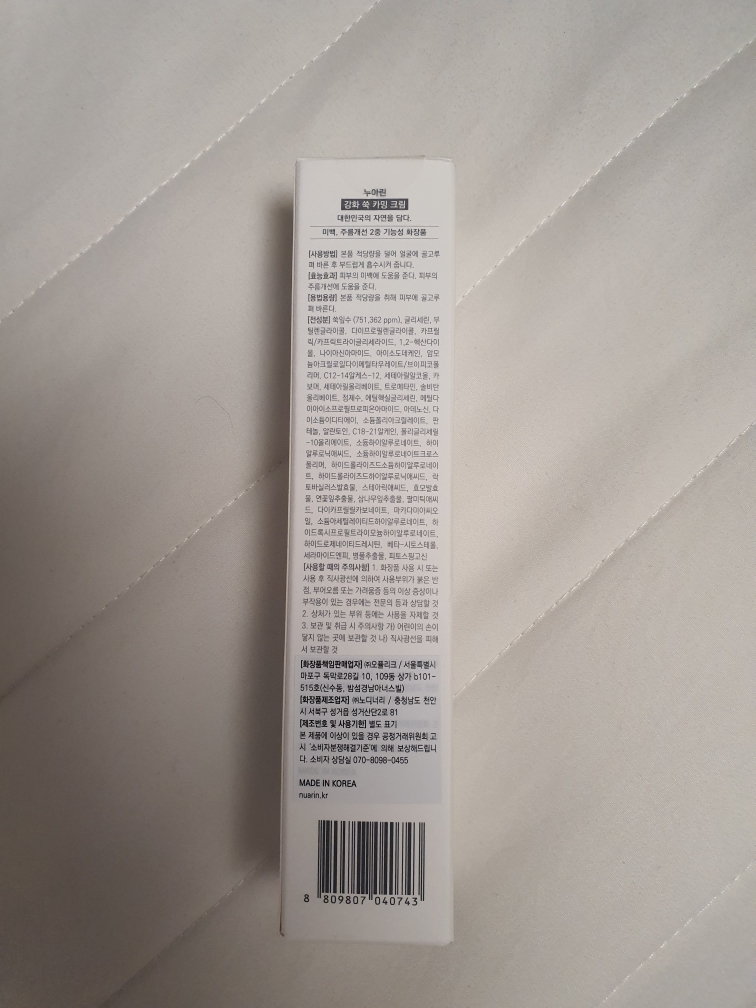 누아린
강화 쑥 카밍 크림
대한민국의 자연을 담다.
미백, 주름개선 2중 기능성 화장품
[사용방법] 본품 적당량을 덜어 얼굴에 골고루
펴 바른 후 부드럽게 흡수시켜 줍니다.
[효능효과] 피부의 미백에 도움을 준다. 피부의
주름개선에 도움을 준다.
[용법용량] 본품 적당량을 취해 피부에 골고루
펴 바른다.
[전성분] 쑥잎수 (751,362 ppm), 글리세린, 부
틸렌글라이콜, 다이프로필렌글라이콜, 카프릴
릭/카프릭트라이글리세라이드, 1,2-헥산다이
올, 나이아신아마이드, 아이소도데케인, 암모
늄아크릴로일다이메틸타우레이트/브이피코폴
리머, C12-14알케스-12, 세테아릴알코올, 카
보머, 세테아릴올리베이트, 트로메타민, 솔비탄
올리베이트, 정제수, 에틸헥실글리세린, 메틸다
이아이소프로필프로피온아마이드, 아데노신, 다
이소듐이디티에이, 소듐폴리아크릴레이트, 판
테놀, 알란토인, C18-21알케인, 폴리글리세릴
-10올리에이트, 소듐하이알루로네이트, 하이
알루로닉애씨드, 소듐하이알루로네이트크로스
폴리머, 하이드롤라이즈드소듐하이알루로네이
트, 하이드롤라이즈드하이알루로닉애씨드, 락
토바실러스발효물, 스테아릭애씨드, 효모발효
물, 연꽃잎추출물, 삼나무잎추출물, 팔미틱애씨
드, 다이카프릴릴카보네이트, 마카다미아씨오
일, 소듐아세틸레이티드하이알루로네이트, 하
이드록시프로필트라이모늄하이알루로네이트,
하이드로제네이티드레시틴, 베타-시토스테롤,
세라마이드엔피, 병풀추출물, 피토스핑고신
[사용할 때의 주의사항] 1. 화장품 사용 시 또는
사용 후 직사광선에 의하여 사용부위가 붉은 반
점, 부어오름 또는 가려움증 등의 이상 증상이나
부작용이 있는 경우에는 전문의 등과 상담할 것
2. 상처가 있는 부위 등에는 사용을 자제할 것
3. 보관 및 취급 시 주의사항 가) 어린이의 손이
닿지 않는 곳에 보관할 것 나) 직사광선을 피해
서 보관할 것
[화장품책임판매업자] ㈜오플리크 / 서울특별시
마포구 독막로28길 10, 109동 상가 b101-
515호(신수동, 밤섬경남아너스빌)
[화장품제조업자] ㈜노디너리 / 충청남도 천안
시 서북구 성거읍 성거산단2로 81
[제조번호 및 사용기한] 별도 표기
본 제품에 이상이 있을 경우 공정거래위원회 고
시 '소비자분쟁해결기준'에 의해 보상해드립니
다. 소비자 상담실 070-8098-0455
MADE IN KOREA
nuarin.kr
8 809807 040743